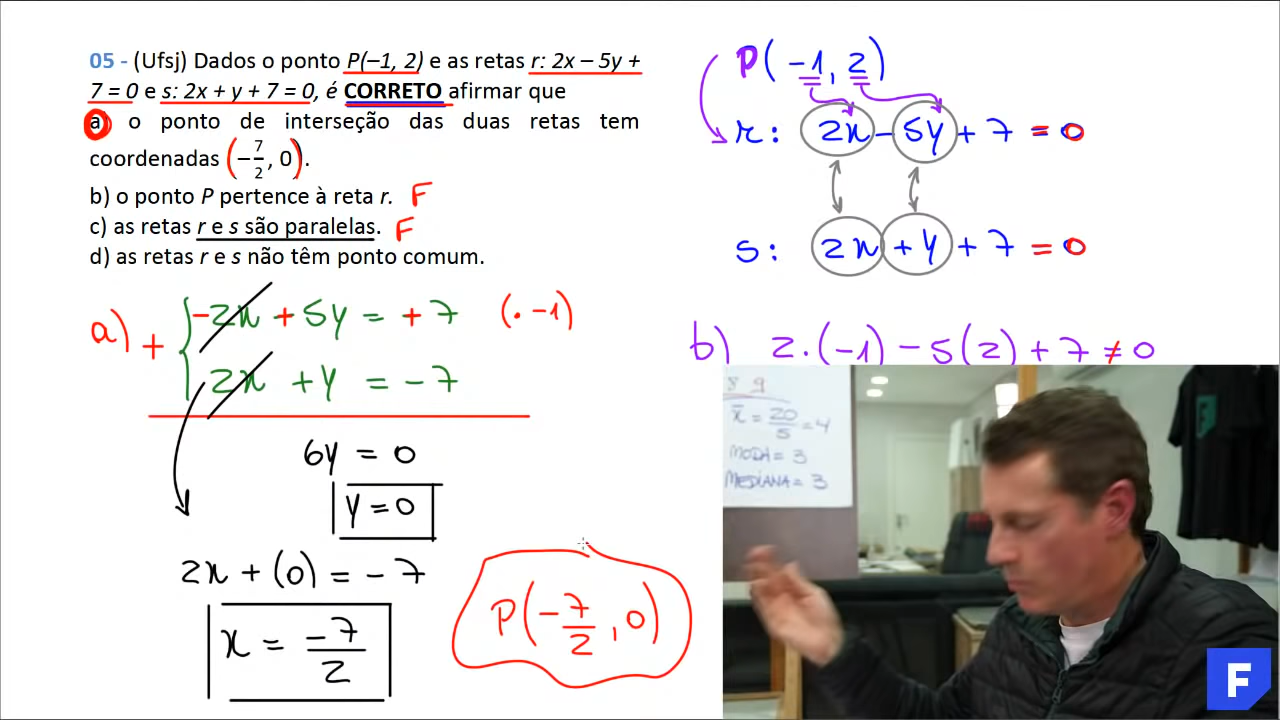 05 - (Ufsj) Dados o ponto P(–1, 2) e as retas r: 2x – 5y +
7 = 0 e s: 2x + y + 7 = 0, é CORRETO afirmar que
a) o ponto de interseção das duas retas tem
coordenadas (-7/2, 0).
b) o ponto P pertence à reta r. F
c) as retas r e s são paralelas. F
d) as retas r e s não têm ponto comum.
P(-1, 2)
r: 2x - 5y + 7 = 0
s: 2x + y + 7 = 0
a) + -2x + 5y = + 7 (· -1)
2x + y = - 7
6y = 0
y = 0
2x + (0) = - 7
x = -7/2
P(-7/2, 0)
b) 2·(-1) - 5(2) + 7 ≠ 0
8 9
x̄ = 20/5 = 4
MODA = 3
MEDIANA = 3
F
F